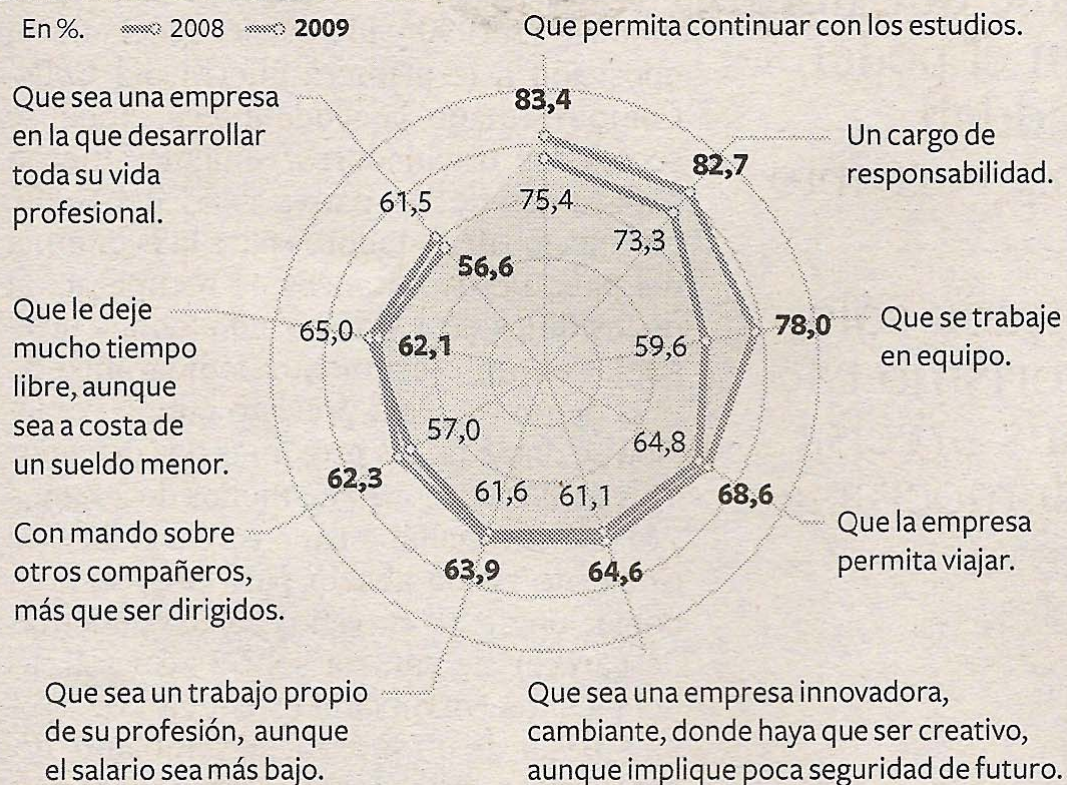 En %. 2008 2009
Que permita continuar con los estudios.
83,4
75,4
Un cargo de
responsabilidad.
82,7
73,3
Que se trabaje
en equipo.
78,0
59,6
Que la empresa
permita viajar.
68,6
64,8
Que sea una empresa innovadora,
cambiante, donde haya que ser creativo,
aunque implique poca seguridad de futuro.
64,6
61,1
Que sea un trabajo propio
de su profesión, aunque
el salario sea más bajo.
63,9
61,6
Con mando sobre
otros compañeros,
más que ser dirigidos.
62,3
57,0
Que le deje
mucho tiempo
libre, aunque
sea a costa de
un sueldo menor.
65,0
62,1
Que sea una empresa
en la que desarrollar
toda su vida
profesional.
61,5
56,6